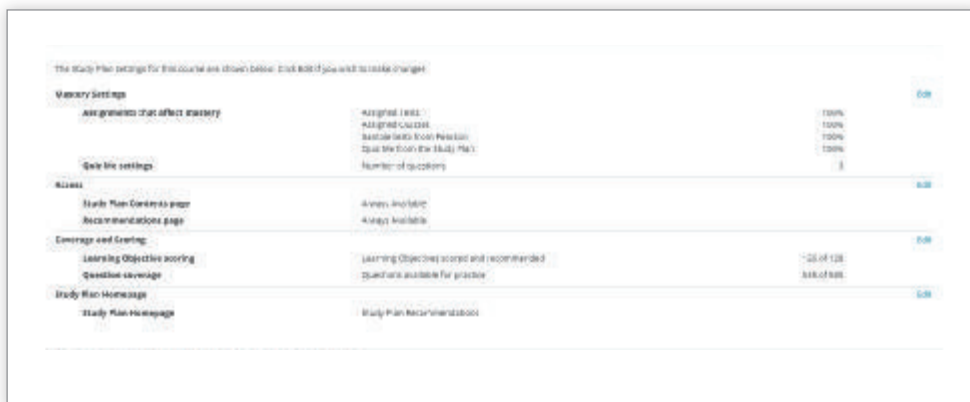 The Study Plan settings for this course are shown below. Click Edit if you wish to make changes.
Mastery Settings Edit
Assignments that affect mastery Assigned Tests 100%
Assigned Quizzes 100%
Sample tests from Pearson 100%
Quiz Me from the Study Plan 100%
Quiz Me settings Number of questions
Access Edit
Study Plan Contents page Always Available
Recommendations page Always Available
Coverage and Scoring Edit
Learning Objective scoring Learning Objectives scored and recommended
Question coverage Questions available for practice
Study Plan Homepage Edit
Study Plan Homepage Study Plan Recommendations